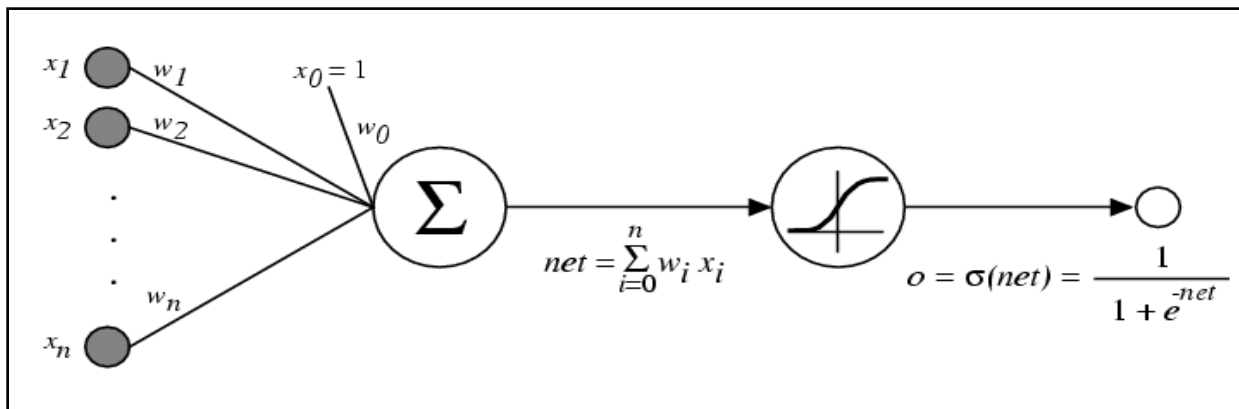 x1 w1
x0 = 1
x2 w2
w0
.
.
.
Σ
net = Σ i=0 n wi xi
o = σ(net) = 1 / 1 + e^-net
wn
xn